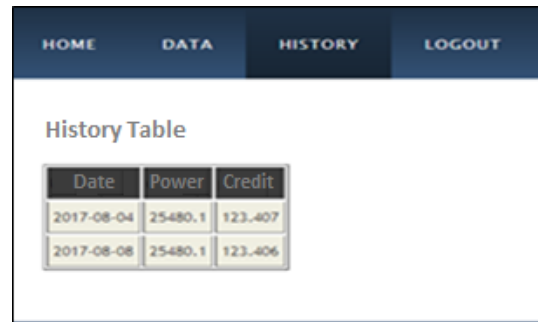 HOME DATA HISTORY LOGOUT
History Table
Date Power Credit
2017-08-04 25480.1 123.407
2017-08-08 25480.1 123.406